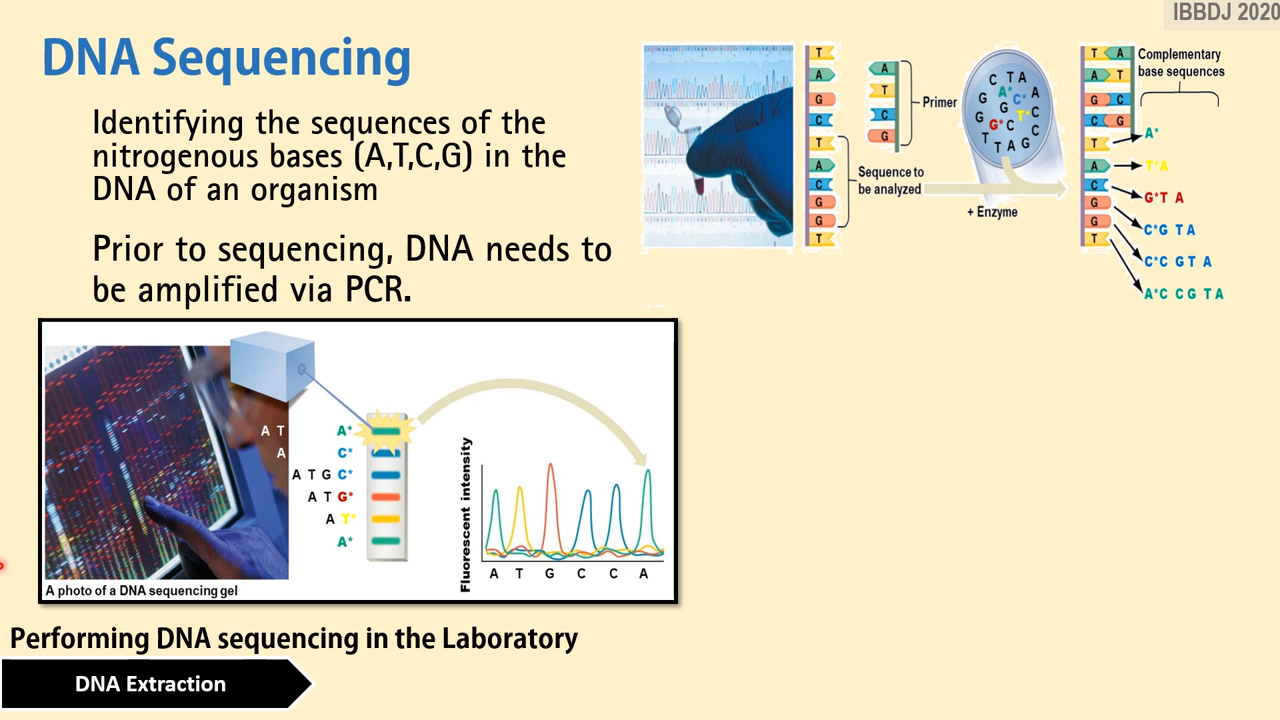 IBBDJ 2020
DNA Sequencing
Identifying the sequences of the
nitrogenous bases (A,T,C,G) in the
DNA of an organism
Prior to sequencing, DNA needs to
be amplified via PCR.
T
A
G
C
T
A
C
G
G
T
A
T
C
G
Primer
Sequence to
be analyzed
C T A
G A* C* A
G G T* C
G* C C
T T A G
+ Enzyme
T A
A T
G C
C G
T
A
C
G
G
T
Complementary
base sequences
A*
T*A
G*T A
C*G T A
C*C G T A
A*C C G T A
A T A*
A C*
A T G C*
A T G*
A T*
A*
Fluorescent intensity
A T G C C A
A photo of a DNA sequencing gel
Performing DNA sequencing in the Laboratory
DNA Extraction